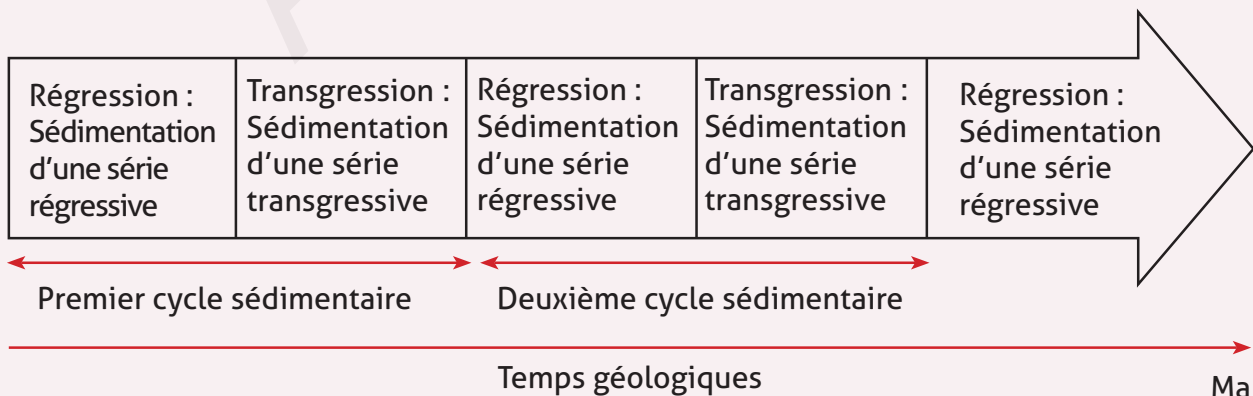 Régression :
Sédimentation
d'une série
régressive
Transgression :
Sédimentation
d'une série
transgressive
Régression :
Sédimentation
d'une série
régressive
Transgression :
Sédimentation
d'une série
transgressive
Régression :
Sédimentation
d'une série
régressive
Premier cycle sédimentaire
Deuxième cycle sédimentaire
Temps géologiques
Ma